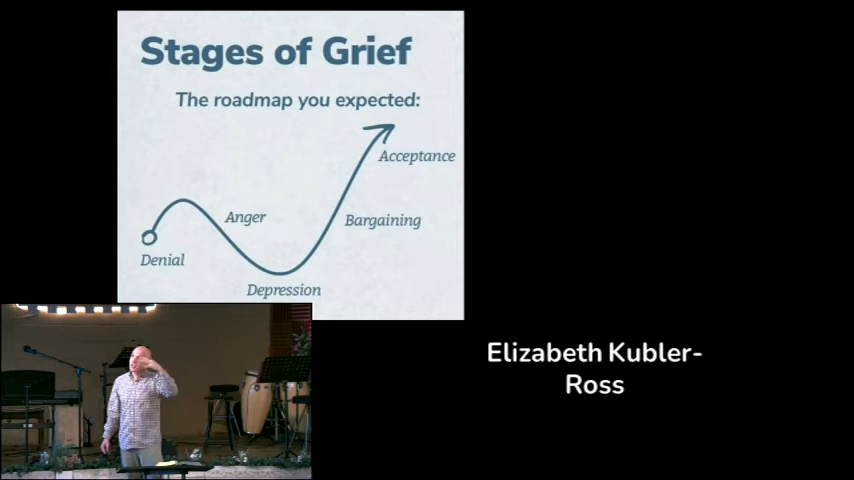 Stages of Grief
The roadmap you expected:
Acceptance
Anger
Bargaining
Denial
Depression
Elizabeth Kubler-
Ross